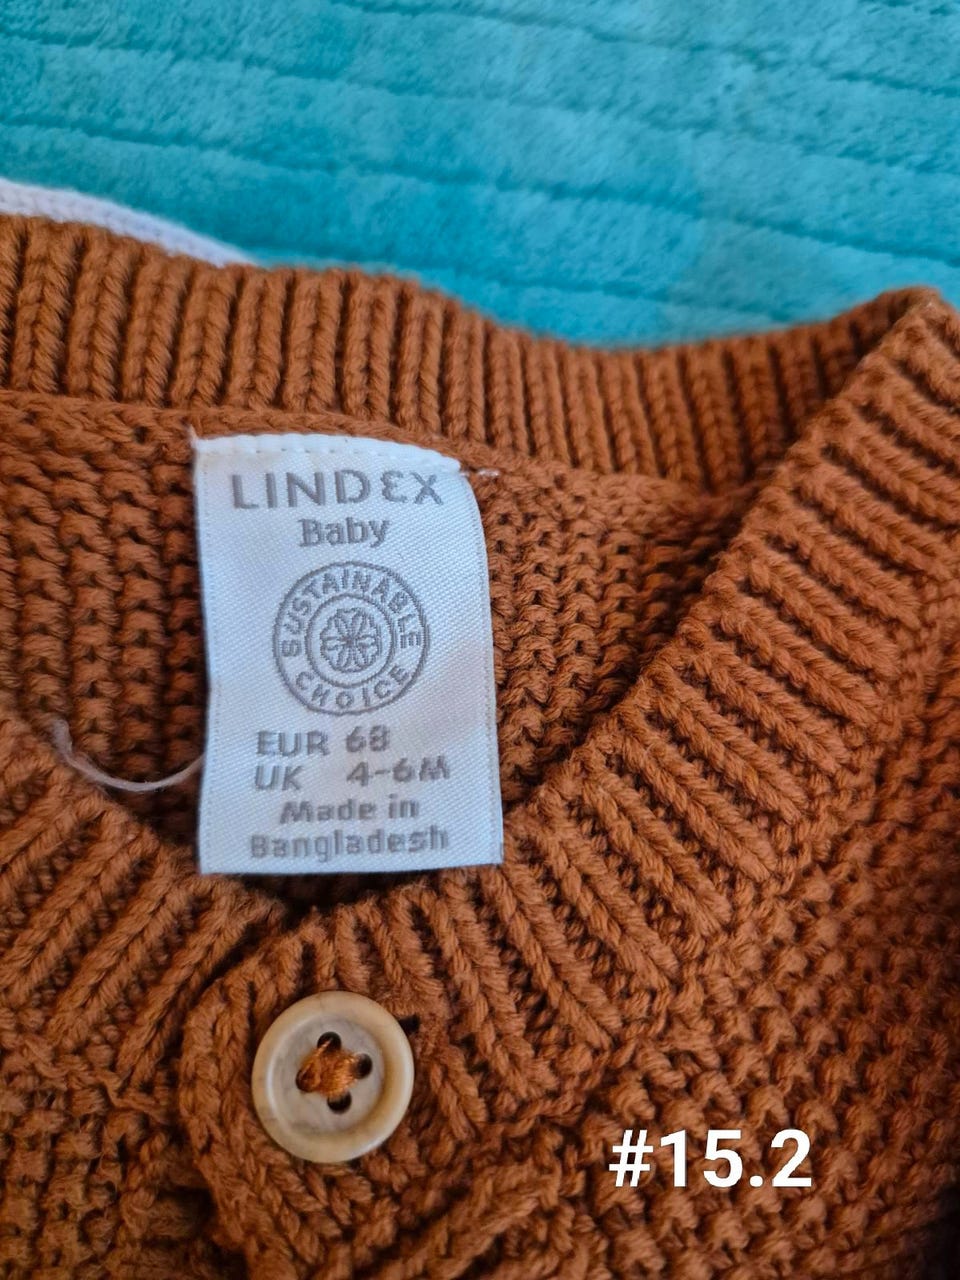 LINDEX
Baby
SUSTAINABLE
CHOICE
EUR 68
UK 4-6M
Made in
Bangladesh
#15.2